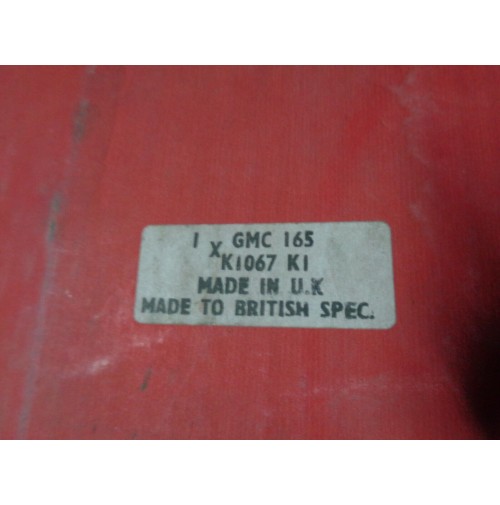 1 X GMC 165
K1067 K1
MADE IN U.K
MADE TO BRITISH SPEC.